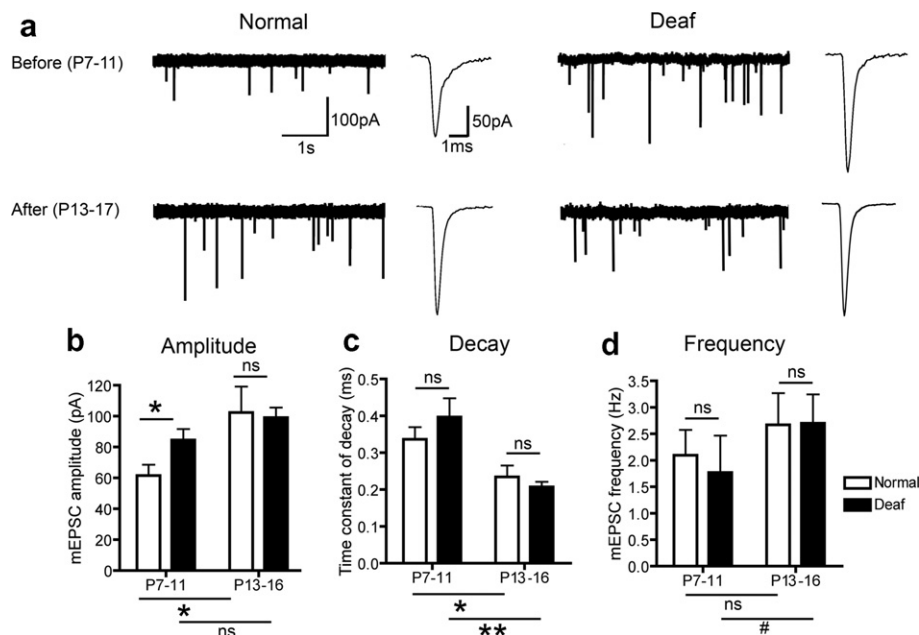 a
Normal
Deaf
Before (P7-11)
100pA
1s
50pA
1ms
After (P13-17)
b
Amplitude
mEPSC amplitude (pA)
120
100
80
60
40
20
0
*
ns
P7-11
P13-16
*
ns
c
Decay
Time constant of decay (ms)
0.5
0.4
0.3
0.2
0.1
0.0
ns
ns
P7-11
P13-16
*
**
d
Frequency
mEPSC frequency (Hz)
3.5
3.0
2.5
2.0
1.5
1.0
0.5
0.0
ns
ns
P7-11
P13-16
ns
#
Normal
Deaf